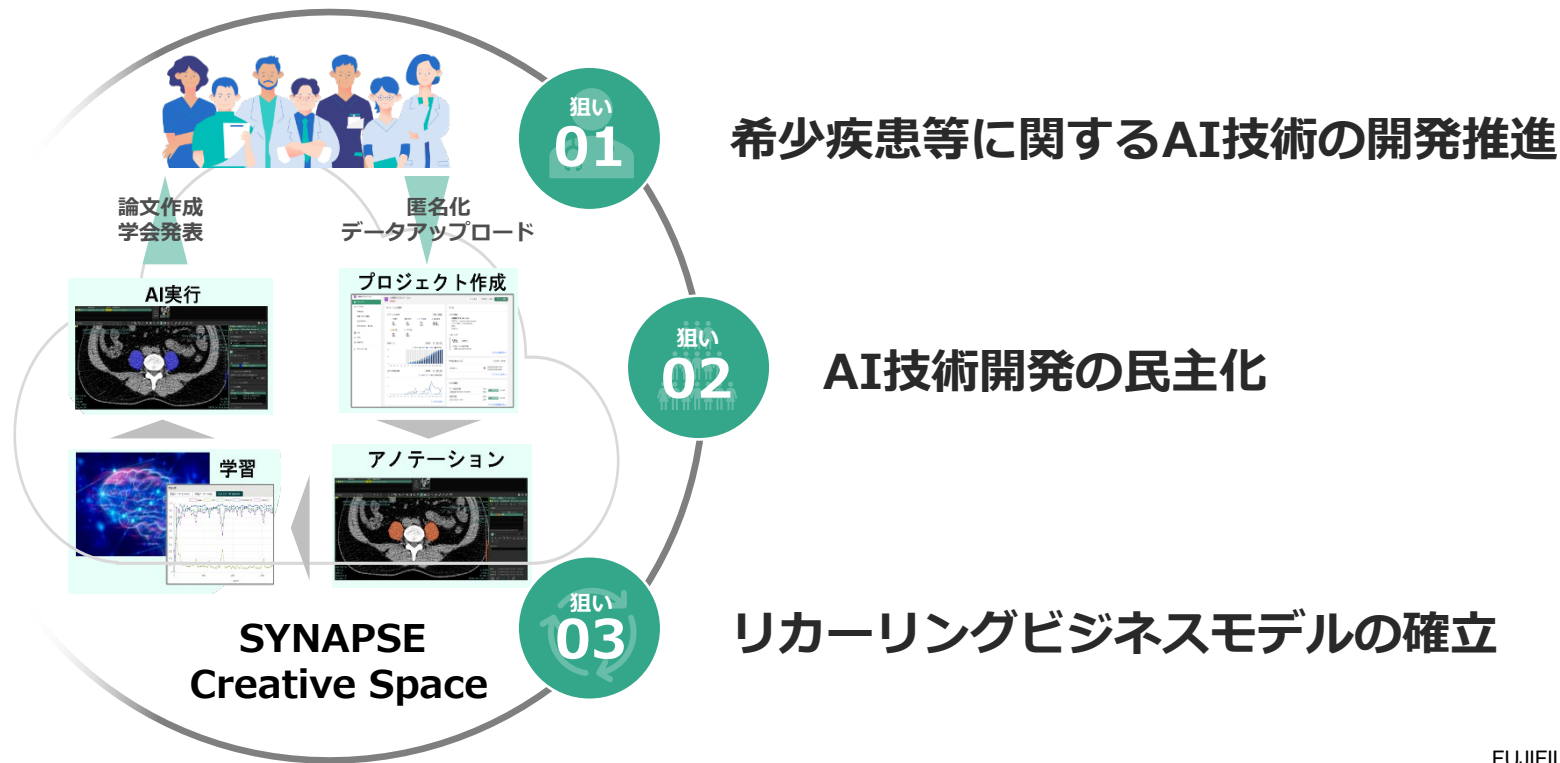 狙い
01
希少疾患等に関するAI技術の開発推進
論文作成
学会発表
匿名化
データアップロード
AI実行
プロジェクト作成
狙い
02
AI技術開発の民主化
学習
アノテーション
狙い
03
リカーリングビジネスモデルの確立
SYNAPSE
Creative Space